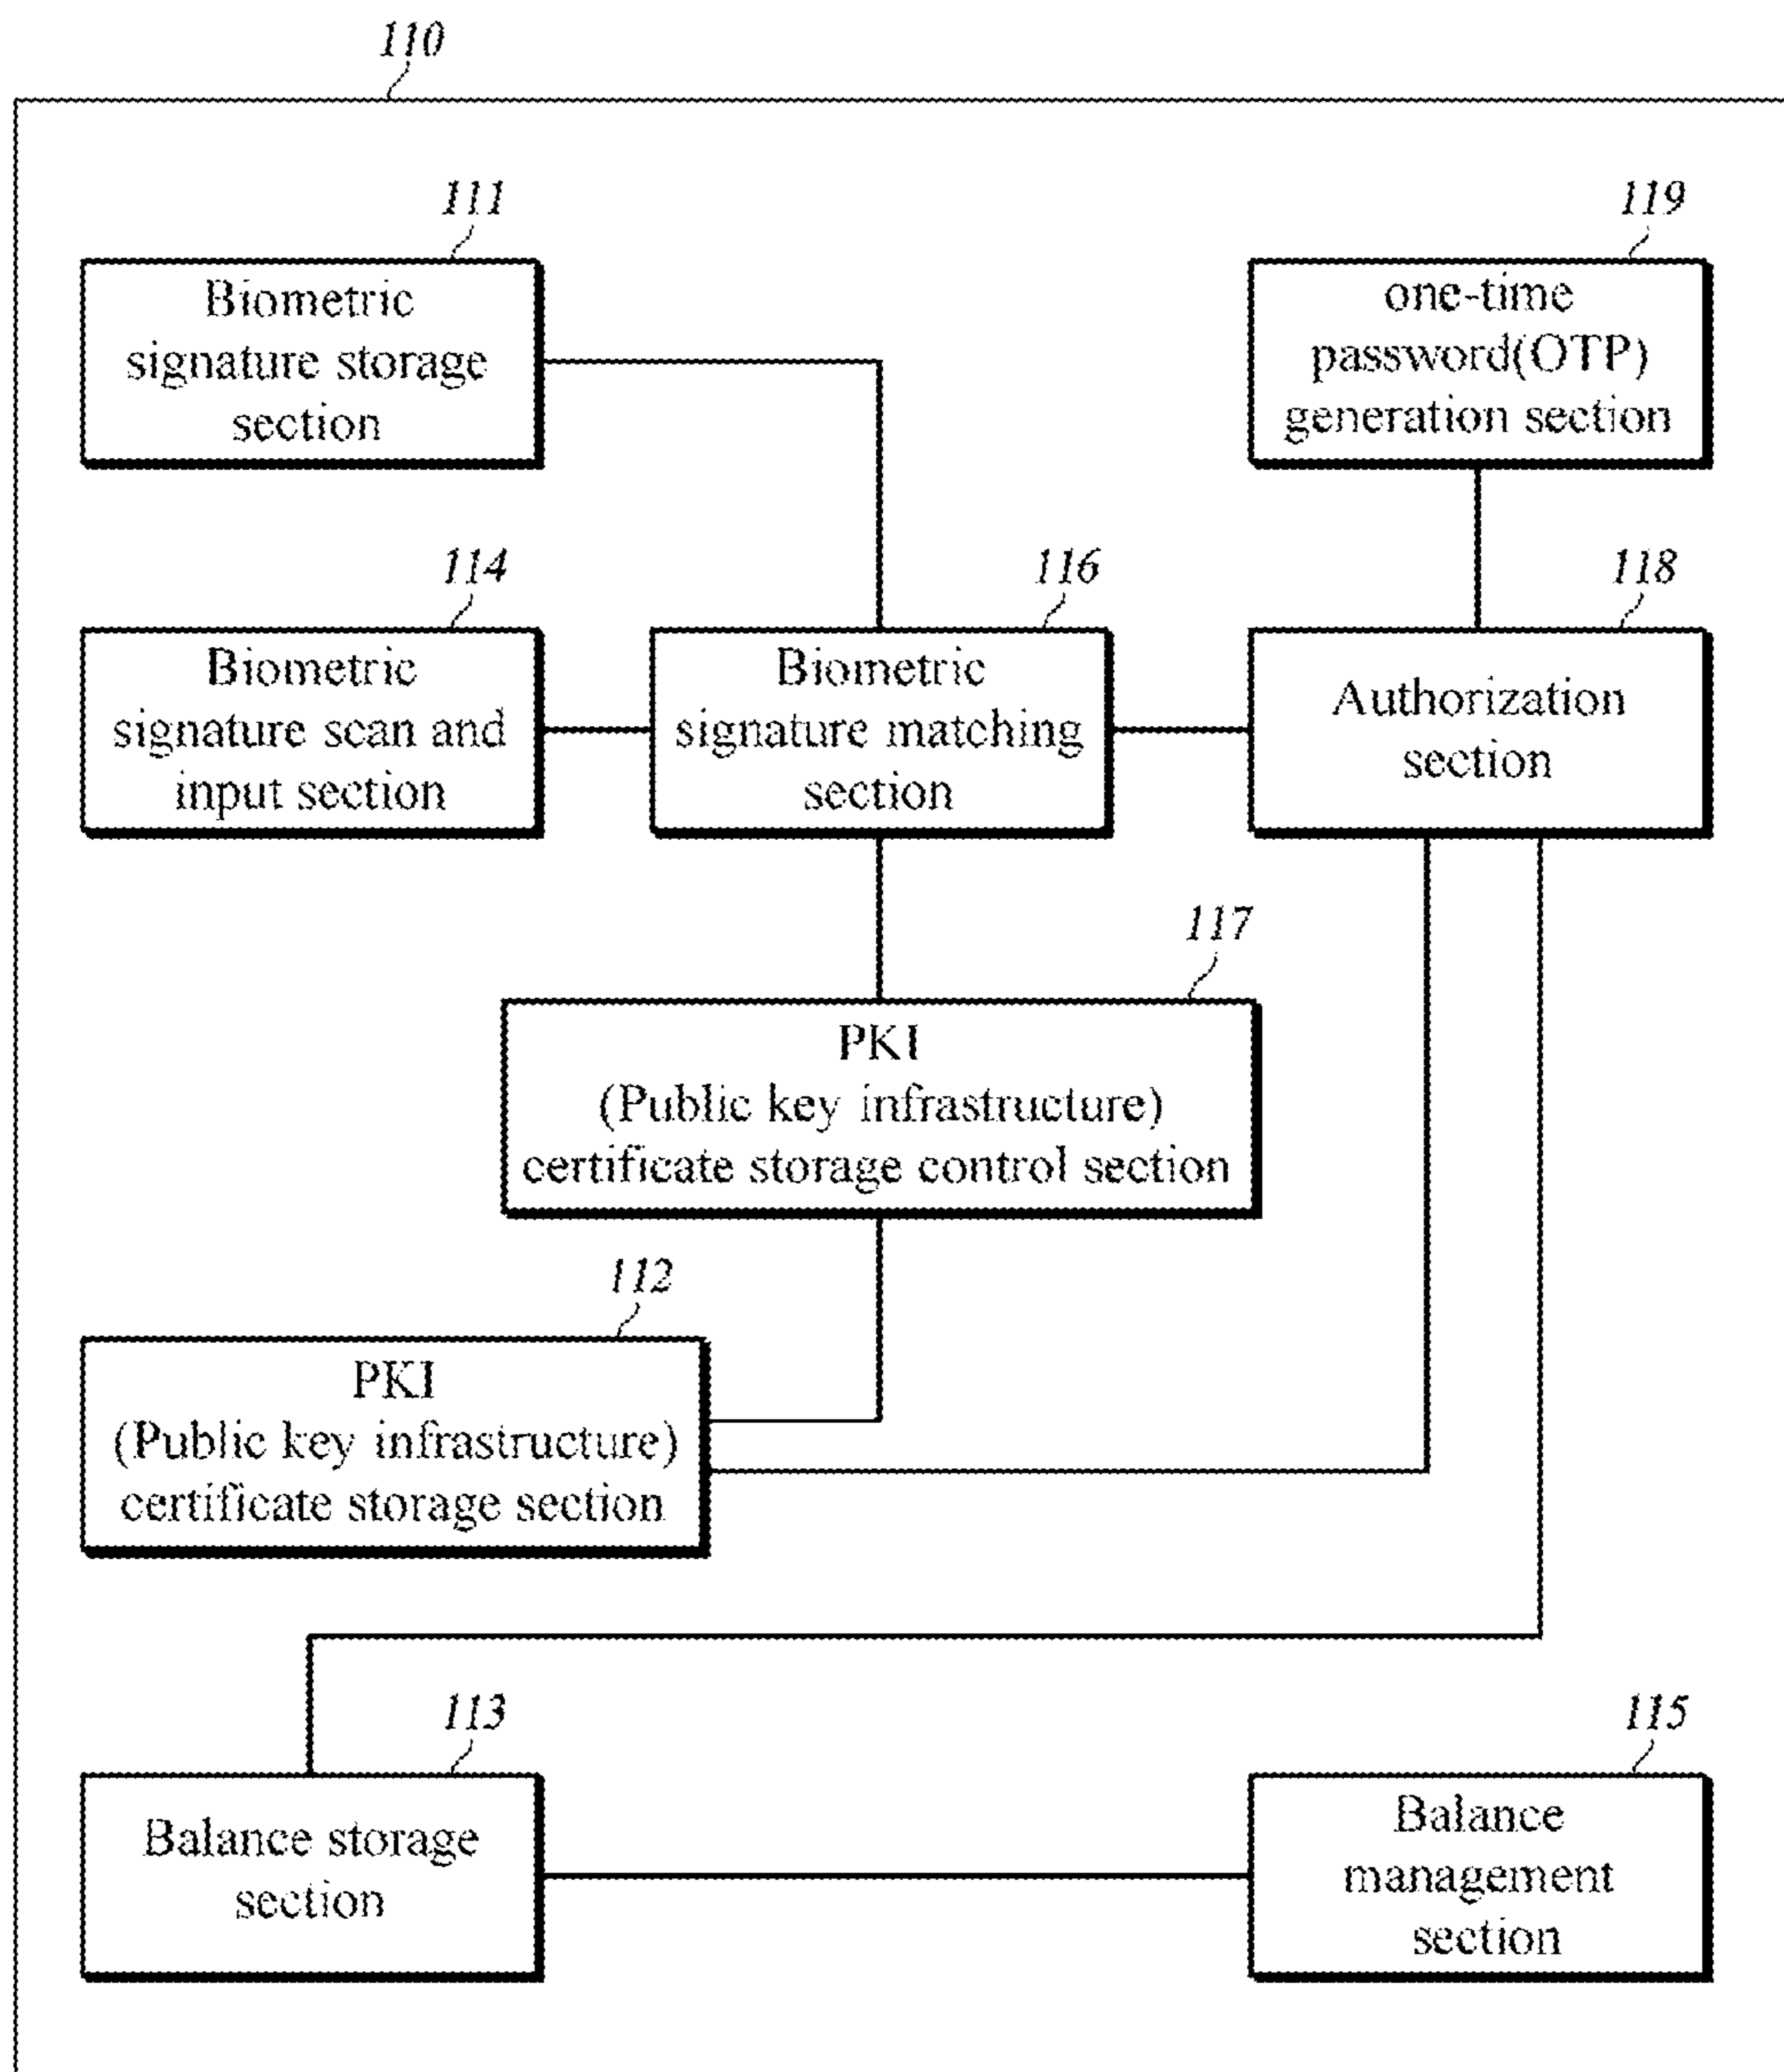 110
111
Biometric
signature storage
section
119
one-time
password(OTP)
generation section
114
Biometric
signature scan and
input section
116
Biometric
signature matching
section
118
Authorization
section
117
PKI
(Public key infrastructure)
certificate storage control section
112
PKI
(Public key infrastructure)
certificate storage section
113
Balance storage
section
115
Balance
management
section